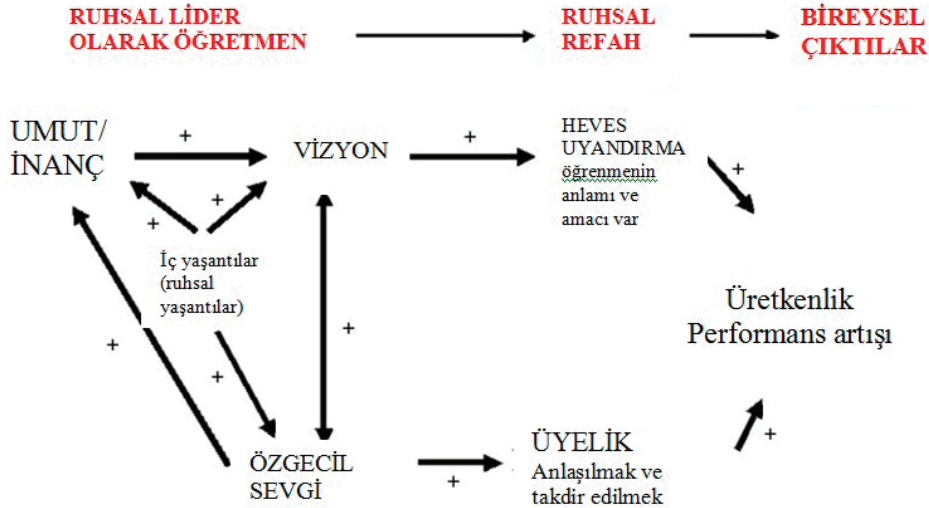 RUHSAL LİDER
OLARAK ÖĞRETMEN
RUHSAL
REFAH
BİREYSEL
ÇIKTILAR
UMUT/
İNANÇ
+
VİZYON
+
HEVES
UYANDIRMA
öğrenmenin
anlamı ve
amacı var
+
+
+
İç yaşantılar
(ruhsal
yaşantılar)
Üretkenlik
Performans artışı
+
+
+
ÖZGECİL
SEVGİ
+
ÜYELİK
Anlaşılmak ve
takdir edilmek
+